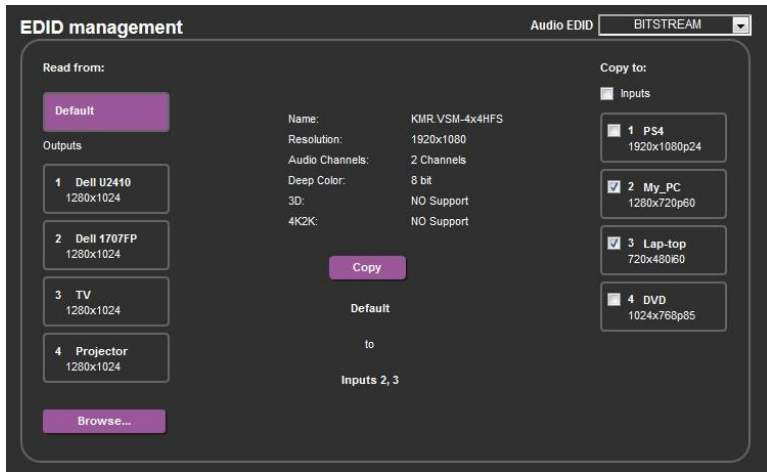 EDID management
Audio EDID BITSTREAM
Read from:
Default
Outputs
1 Dell U2410
1280x1024
2 Dell 1707FP
1280x1024
3 TV
1280x1024
4 Projector
1280x1024
Browse...
Name: KMR.VSM-4x4HFS
Resolution: 1920x1080
Audio Channels: 2 Channels
Deep Color: 8 bit
3D: NO Support
4K2K: NO Support
Copy
Default
to
Inputs 2, 3
Copy to:
Inputs
1 PS4
1920x1080p24
2 My_PC
1280x720p60
3 Lap-top
720x480i60
4 DVD
1024x768p85